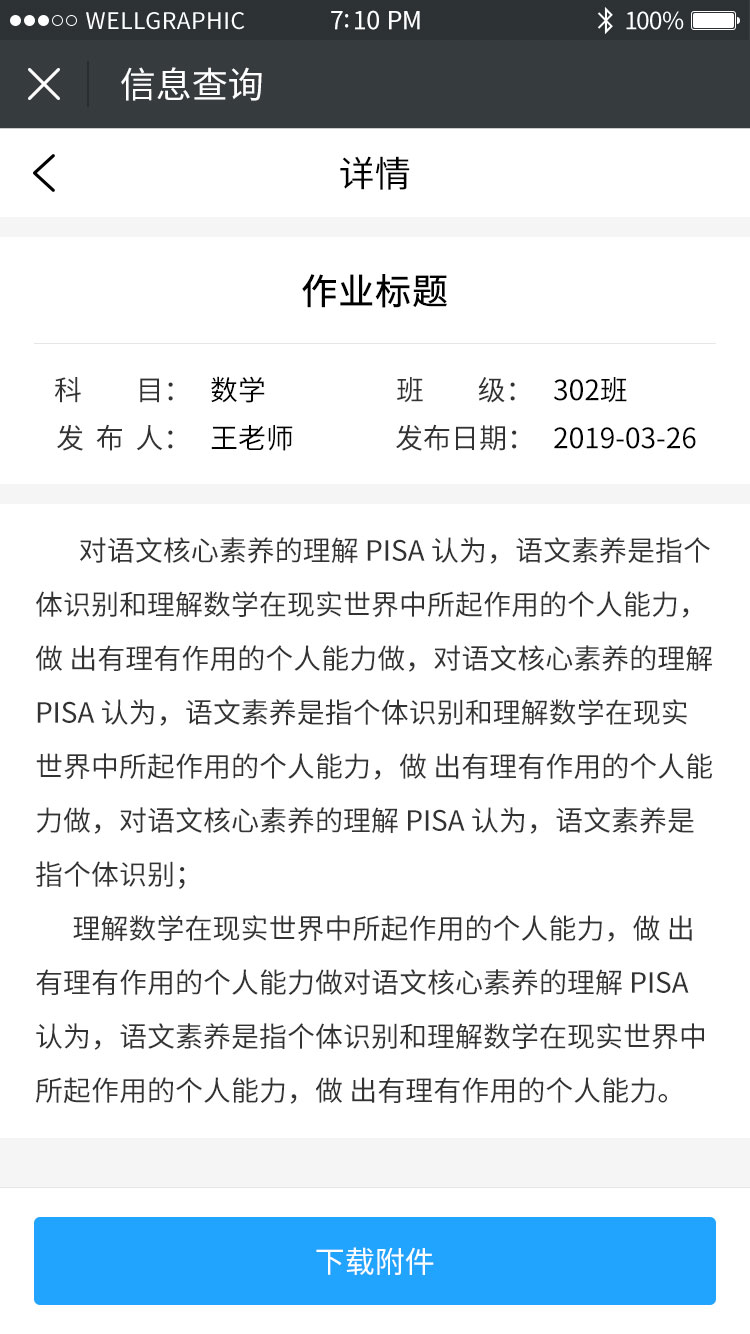 WELLGRAPHIC 7:10 PM 100%
信息查询
详情
作业标题
科 目： 数学 班 级： 302班
发 布 人： 王老师 发布日期： 2019-03-26
对语文核心素养的理解 PISA 认为，语文素养是指个
体识别和理解数学在现实世界中所起作用的个人能力，
做 出有理有作用的个人能力做，对语文核心素养的理解
PISA 认为，语文素养是指个体识别和理解数学在现实
世界中所起作用的个人能力，做 出有理有作用的个人能
力做，对语文核心素养的理解 PISA 认为，语文素养是
指个体识别；
理解数学在现实世界中所起作用的个人能力，做 出
有理有作用的个人能力做对语文核心素养的理解 PISA
认为，语文素养是指个体识别和理解数学在现实世界中
所起作用的个人能力，做 出有理有作用的个人能力。
下载附件